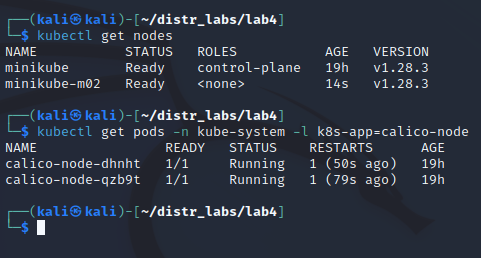 ┌──(kali㉿kali)-[~/distr_labs/lab4]
└─$ kubectl get nodes
NAME           STATUS   ROLES           AGE   VERSION
minikube       Ready    control-plane   19h   v1.28.3
minikube-m02   Ready    <none>          14s   v1.28.3
┌──(kali㉿kali)-[~/distr_labs/lab4]
└─$ kubectl get pods -n kube-system -l k8s-app=calico-node
NAME                READY   STATUS    RESTARTS      AGE
calico-node-dhnht   1/1     Running   1 (50s ago)   19h
calico-node-qzb9t   1/1     Running   1 (79s ago)   19h
┌──(kali㉿kali)-[~/distr_labs/lab4]
└─$